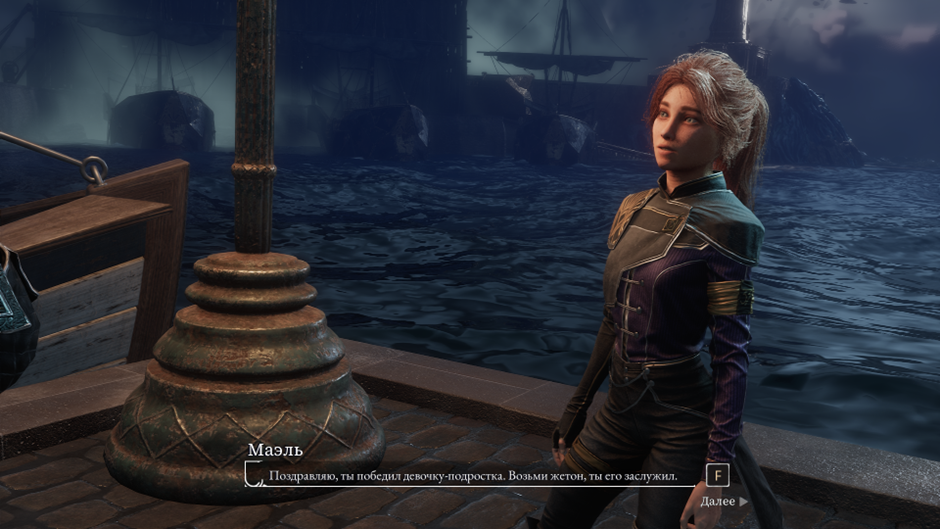 Маэль
Поздравляю, ты победил девочку-подростка. Возьми жетон, ты его заслужил.
F
Далее